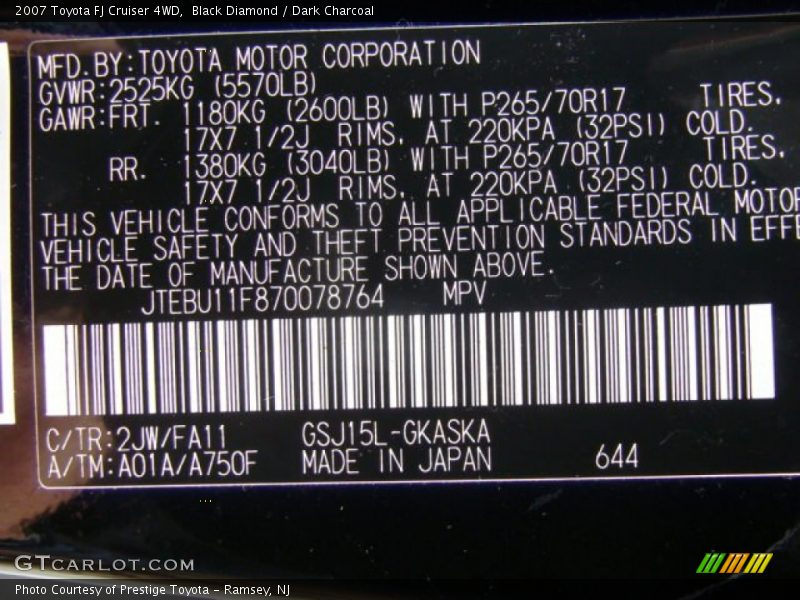 2007 Toyota FJ Cruiser 4WD,  Black Diamond / Dark Charcoal
MFD.BY:TOYOTA MOTOR CORPORATION
GVWR:2525KG (5570LB)
GAWR:FRT. 1180KG (2600LB) WITH P265/70R17 TIRES,
17X7 1/2J RIMS, AT 220KPA (32PSI) COLD.
RR. 1380KG (3040LB) WITH P265/70R17 TIRES,
17X7 1/2J RIMS, AT 220KPA (32PSI) COLD.
THIS VEHICLE CONFORMS TO ALL APPLICABLE FEDERAL MOTOR
VEHICLE SAFETY AND THEFT PREVENTION STANDARDS IN EFFE
THE DATE OF MANUFACTURE SHOWN ABOVE.
JTEBU11F870078764 MPV
C/TR:2JW/FA11 GSJ15L-GKASKA
A/TM:A01A/A750F MADE IN JAPAN 644
GTCARLOT.COM
Photo Courtesy of Prestige Toyota – Ramsey, NJ